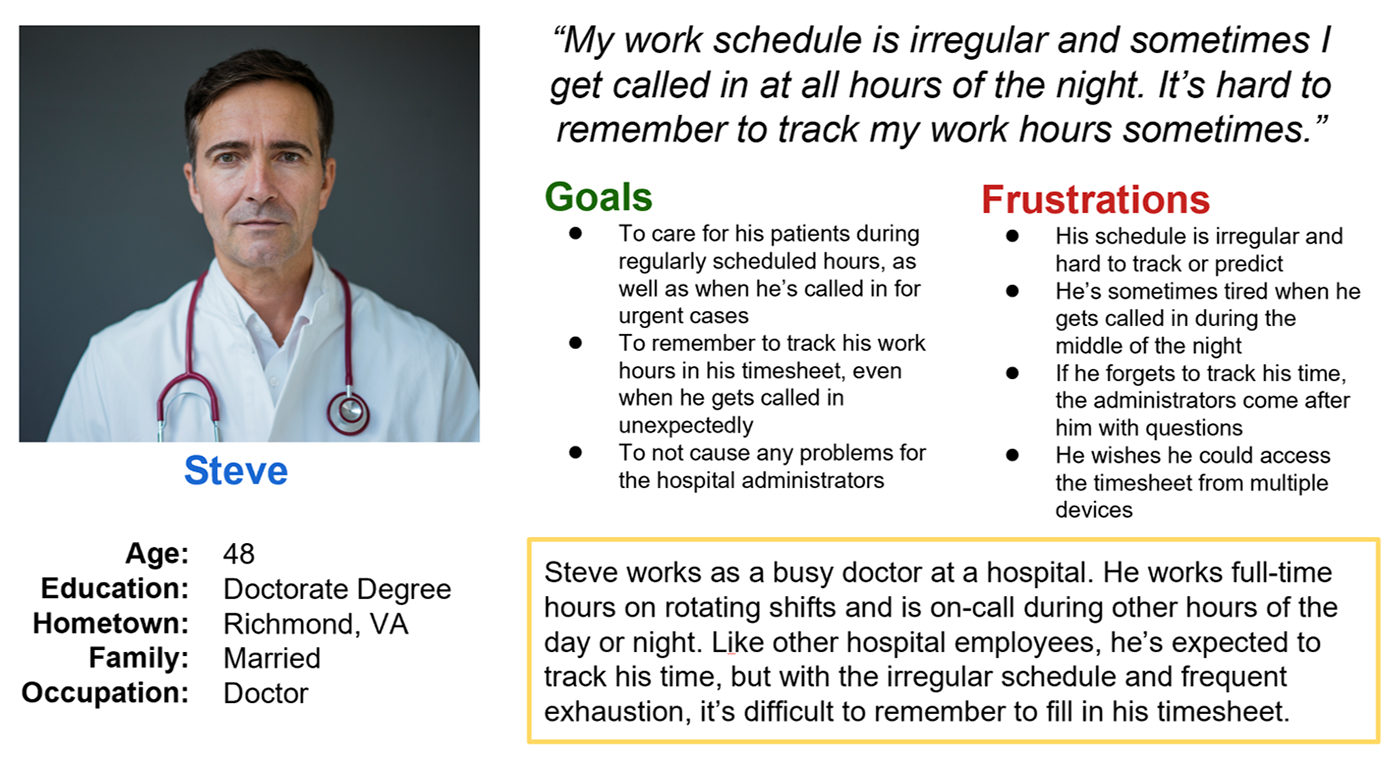 “My work schedule is irregular and sometimes I
get called in at all hours of the night. It’s hard to
remember to track my work hours sometimes.”
Goals
● To care for his patients during
regularly scheduled hours, as
well as when he’s called in for
urgent cases
● To remember to track his work
hours in his timesheet, even
when he gets called in
unexpectedly
● To not cause any problems for
the hospital administrators
Frustrations
● His schedule is irregular and
hard to track or predict
● He’s sometimes tired when he
gets called in during the
middle of the night
● If he forgets to track his time,
the administrators come after
him with questions
● He wishes he could access
the timesheet from multiple
devices
Steve
Age: 48
Education: Doctorate Degree
Hometown: Richmond, VA
Family: Married
Occupation: Doctor
Steve works as a busy doctor at a hospital. He works full-time
hours on rotating shifts and is on-call during other hours of the
day or night. Like other hospital employees, he’s expected to
track his time, but with the irregular schedule and frequent
exhaustion, it’s difficult to remember to fill in his timesheet.